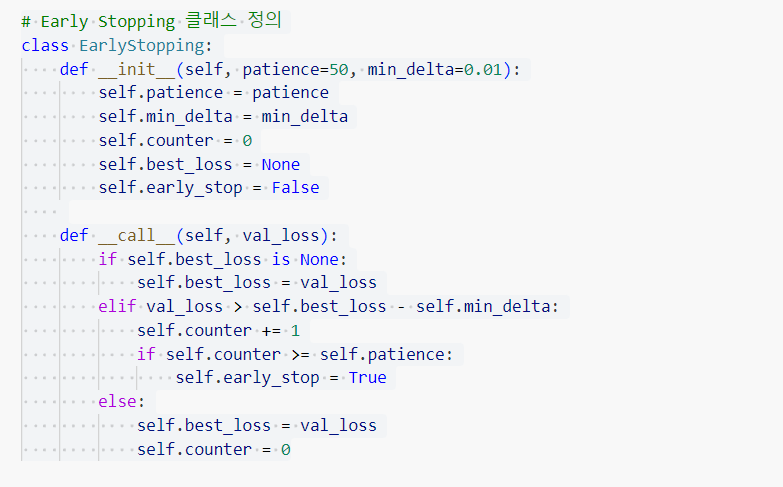 # Early Stopping 클래스 정의
class EarlyStopping:
    def __init__(self, patience=50, min_delta=0.01):
        self.patience = patience
        self.min_delta = min_delta
        self.counter = 0
        self.best_loss = None
        self.early_stop = False
    def __call__(self, val_loss):
        if self.best_loss is None:
            self.best_loss = val_loss
        elif val_loss > self.best_loss - self.min_delta:
            self.counter += 1
            if self.counter >= self.patience:
                self.early_stop = True
        else:
            self.best_loss = val_loss
            self.counter = 0